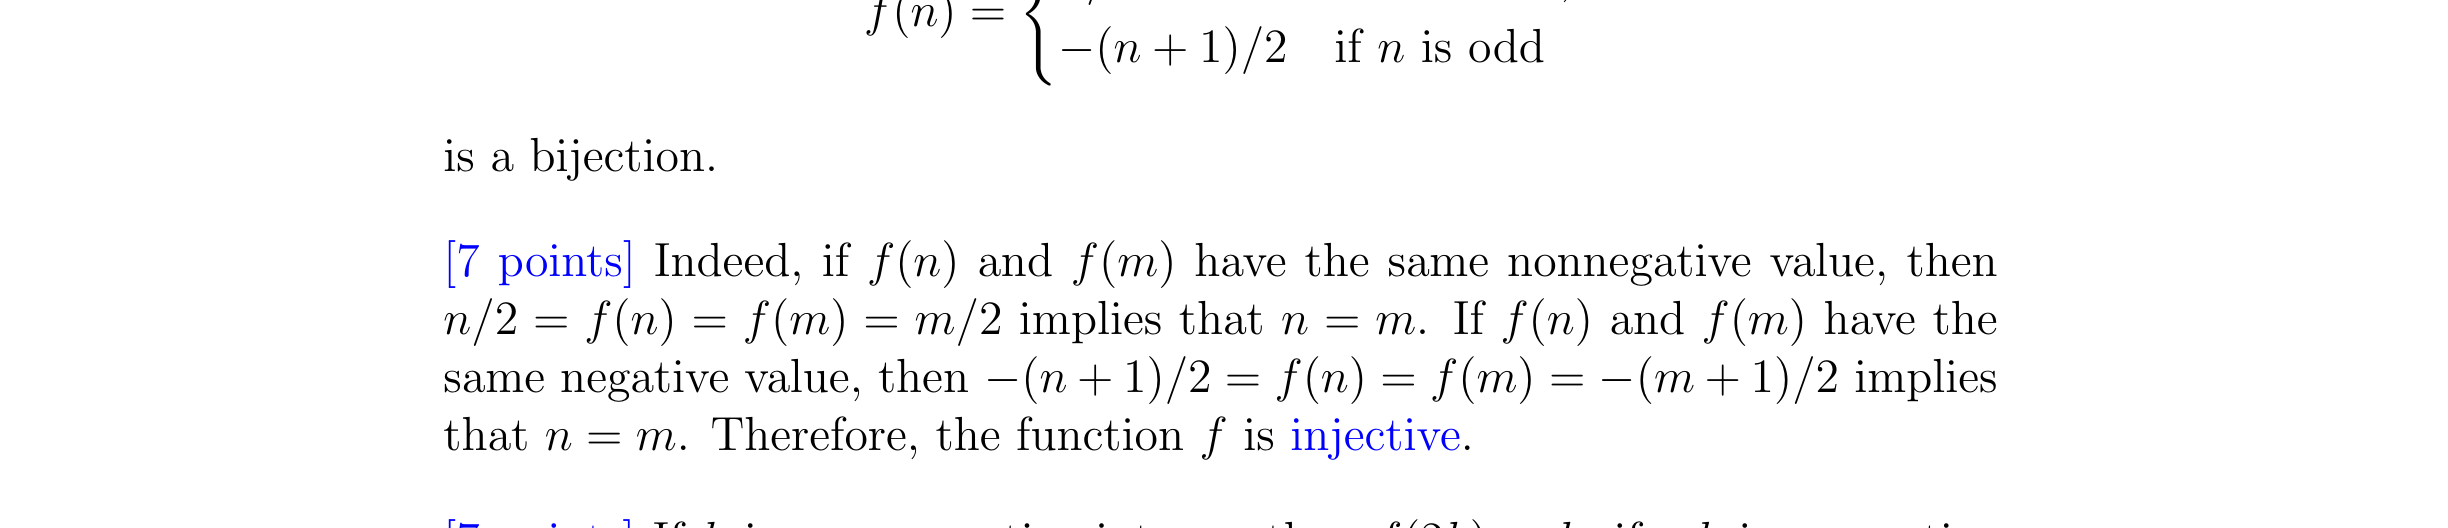 f(n) = { −(n + 1)/2 if n is odd
is a bijection.
[7 points] Indeed, if f(n) and f(m) have the same nonnegative value, then
n/2 = f(n) = f(m) = m/2 implies that n = m. If f(n) and f(m) have the
same negative value, then −(n + 1)/2 = f(n) = f(m) = −(m + 1)/2 implies
that n = m. Therefore, the function f is injective.